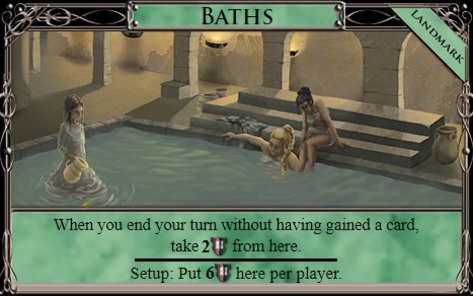 BATHS
LANDMARK
When you end your turn without having gained a card,
take 2 from here.
Setup: Put 6 here per player.